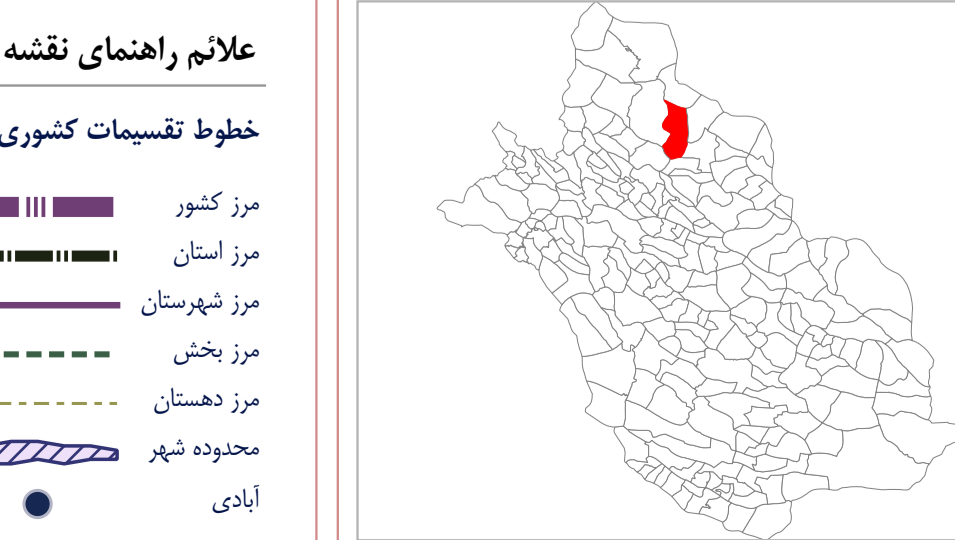 علائم راهنمای نقشه
خطوط تقسیمات کشوری
مرز کشور
مرز استان
مرز شهرستان
مرز بخش
مرز دهستان
محدوده شهر
آبادی